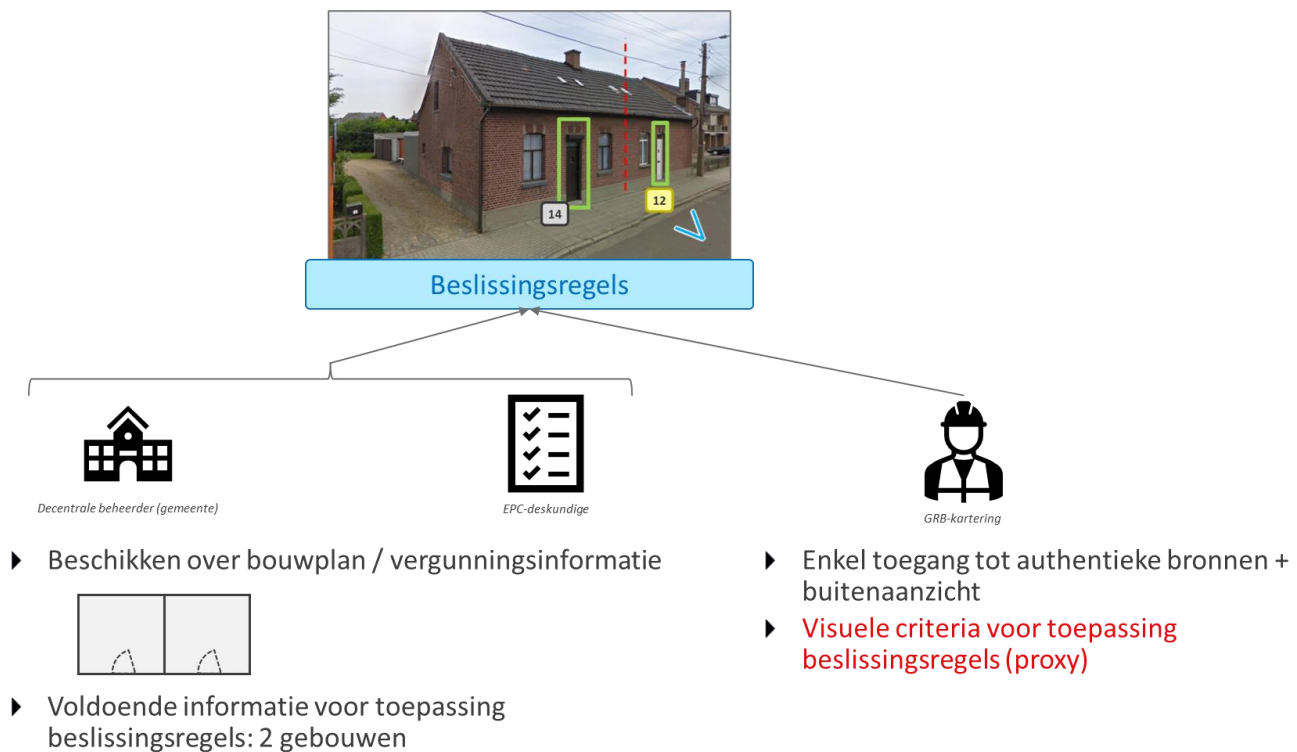 14
12
Beslissingsregels
Decentrale beheerder (gemeente)
EPC-deskundige
GRB-kartering
Beschikken over bouwplan / vergunningsinformatie
Voldoende informatie voor toepassing
beslissingsregels: 2 gebouwen
Enkel toegang tot authentieke bronnen +
buitenaanzicht
Visuele criteria voor toepassing
beslissingsregels (proxy)